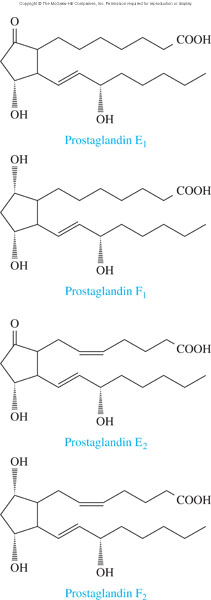 Copyright © The McGraw-Hill Companies, Inc. Permission required for reproduction or display.
O
COOH
OH
OH
Prostaglandin E₁
OH
COOH
OH
OH
Prostaglandin F₁
O
COOH
OH
OH
Prostaglandin E₂
OH
COOH
OH
OH
Prostaglandin F₂